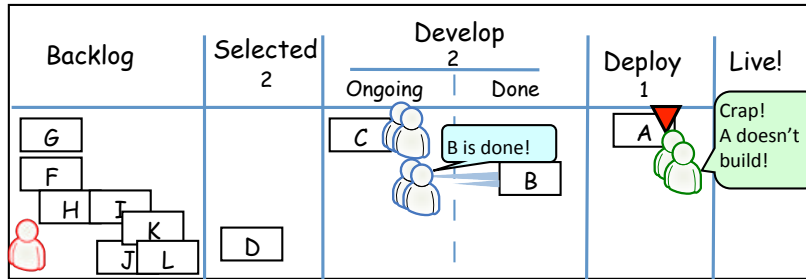 Backlog
Selected
2
Develop
2
Ongoing
Done
Deploy
1
Live!
G
F
H
I
K
J
L
D
C
B is done!
B
A
Crap!
A doesn't
build!